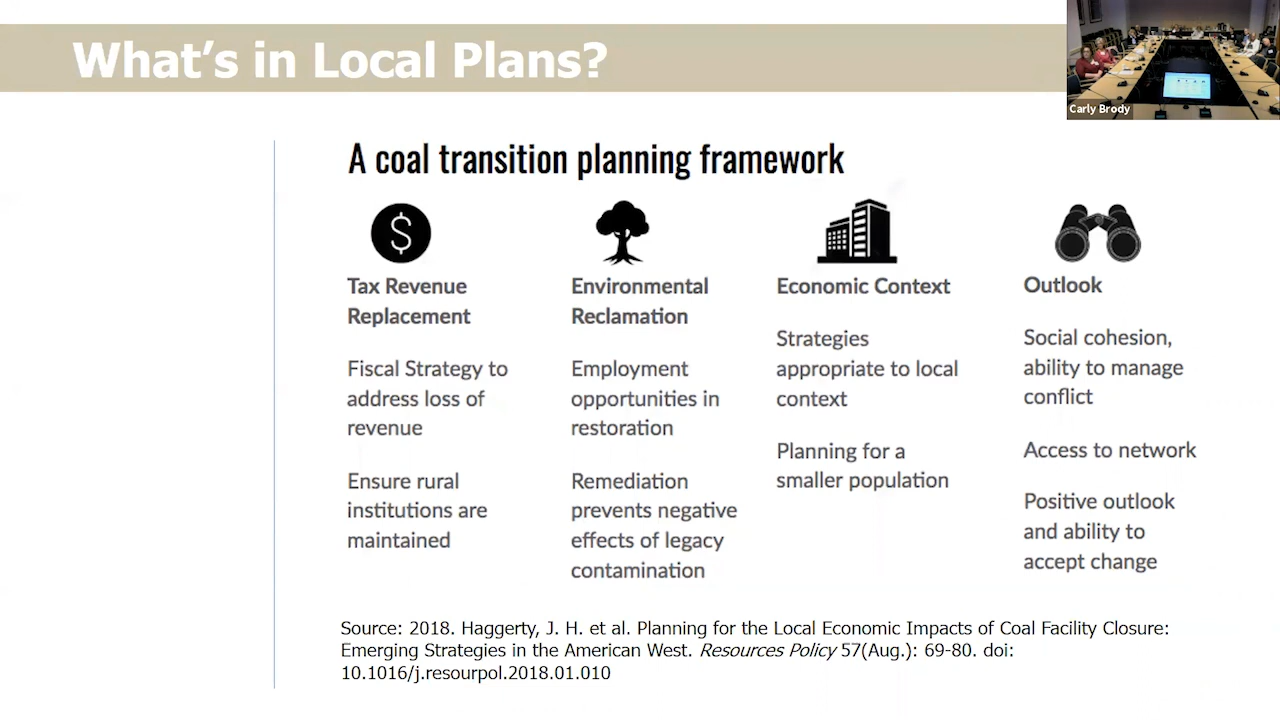 What's in Local Plans?
Carly Brody
A coal transition planning framework
$
Tax Revenue
Replacement
Fiscal Strategy to
address loss of
revenue
Ensure rural
institutions are
maintained
Environmental
Reclamation
Employment
opportunities in
restoration
Remediation
prevents negative
effects of legacy
contamination
Economic Context
Strategies
appropriate to local
context
Planning for a
smaller population
Outlook
Social cohesion,
ability to manage
conflict
Access to network
Positive outlook
and ability to
accept change
Source: 2018. Haggerty, J. H. et al. Planning for the Local Economic Impacts of Coal Facility Closure:
Emerging Strategies in the American West. Resources Policy 57(Aug.): 69-80. doi:
10.1016/j.resourpol.2018.01.010